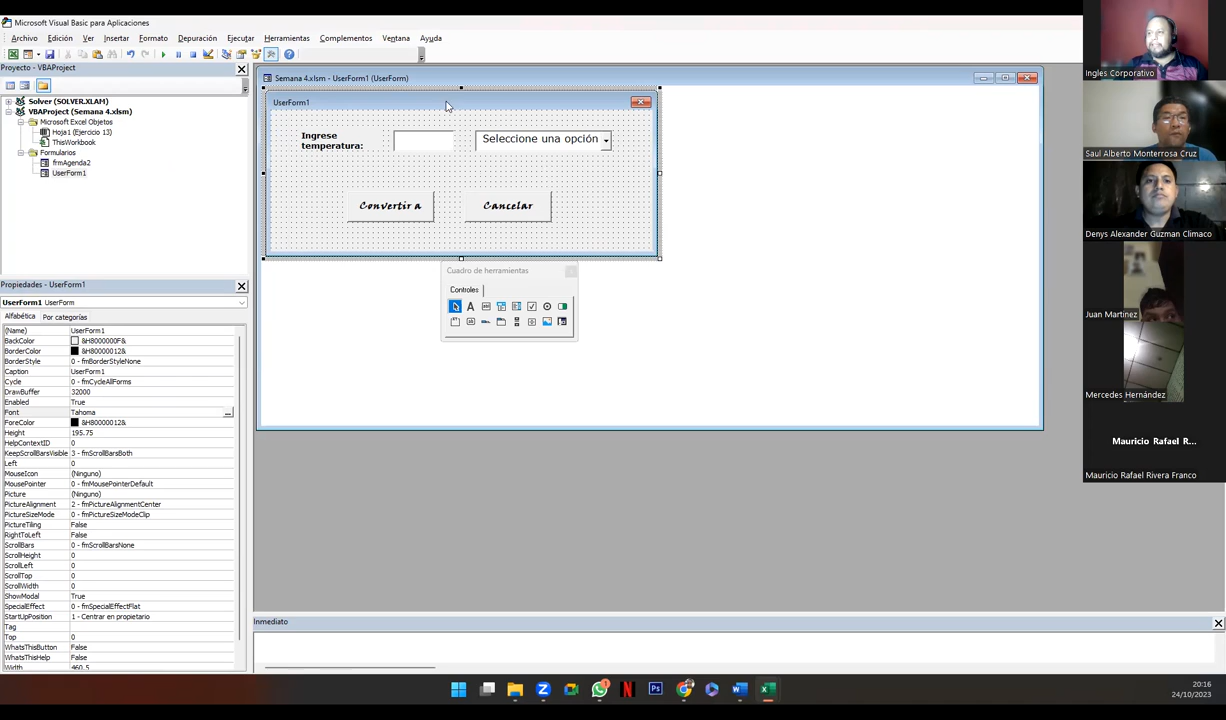 Microsoft Visual Basic para Aplicaciones
Archivo Edición Ver Insertar Formato Depuración Ejecutar Herramientas Complementos Ventana Ayuda
Proyecto - VBAProject
Solver (SOLVER.XLAM)
VBAProject (Semana 4.xlsm)
Microsoft Excel Objetos
Hoja1 (Ejercicio 13)
ThisWorkbook
Formularios
frmAgenda2
UserForm1
Propiedades - UserForm1
UserForm1 UserForm
Alfabética Por categorías
(Name) UserForm1
BackColor &H8000000F&
BorderColor &H80000012&
BorderStyle 0 - fmBorderStyleNone
Caption UserForm1
Cycle 0 - fmCycleAllForms
DrawBuffer 32000
Enabled True
Font Tahoma ...
ForeColor &H80000012&
Height 195.75
HelpContextID 0
KeepScrollBarsVisible 3 - fmScrollBarsBoth
Left 0
MouseIcon (Ninguno)
MousePointer 0 - fmMousePointerDefault
Picture (Ninguno)
PictureAlignment 2 - fmPictureAlignmentCenter
PictureSizeMode 0 - fmPictureSizeModeClip
PictureTiling False
RightToLeft False
ScrollBars 0 - fmScrollBarsNone
ScrollHeight 0
ScrollLeft 0
ScrollTop 0
ScrollWidth 0
ShowModal True
SpecialEffect 0 - fmSpecialEffectFlat
StartUpPosition 1 - Centrar en propietario
Tag
Top 0
WhatsThisButton False
WhatsThisHelp False
Width 460.5
Semana 4.xlsm - UserForm1 (UserForm)
UserForm1
Ingrese
temperatura:
Seleccione una opción
Convertir a Cancelar
Cuadro de herramientas
Controles
Inmediato
Ingles Corporativo
Saul Alberto Monterrosa Cruz
Denys Alexander Guzman Climaco
Juan Martinez
Mercedes Hernández
Mauricio Rafael R...
Mauricio Rafael Rivera Franco
20:16
24/10/2023